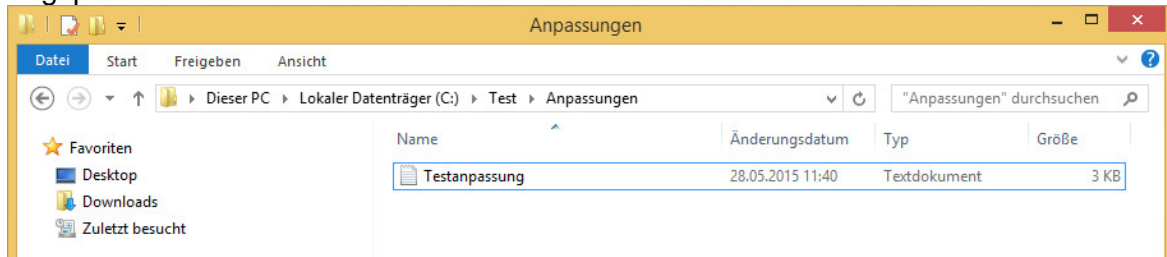 Anpassungen
Datei Start Freigeben Ansicht
Dieser PC Lokaler Datenträger (C:) Test Anpassungen "Anpassungen" durchsuchen
Favoriten
Desktop
Downloads
Zuletzt besucht
Name Änderungsdatum Typ Größe
Testanpassung 28.05.2015 11:40 Textdokument 3 KB